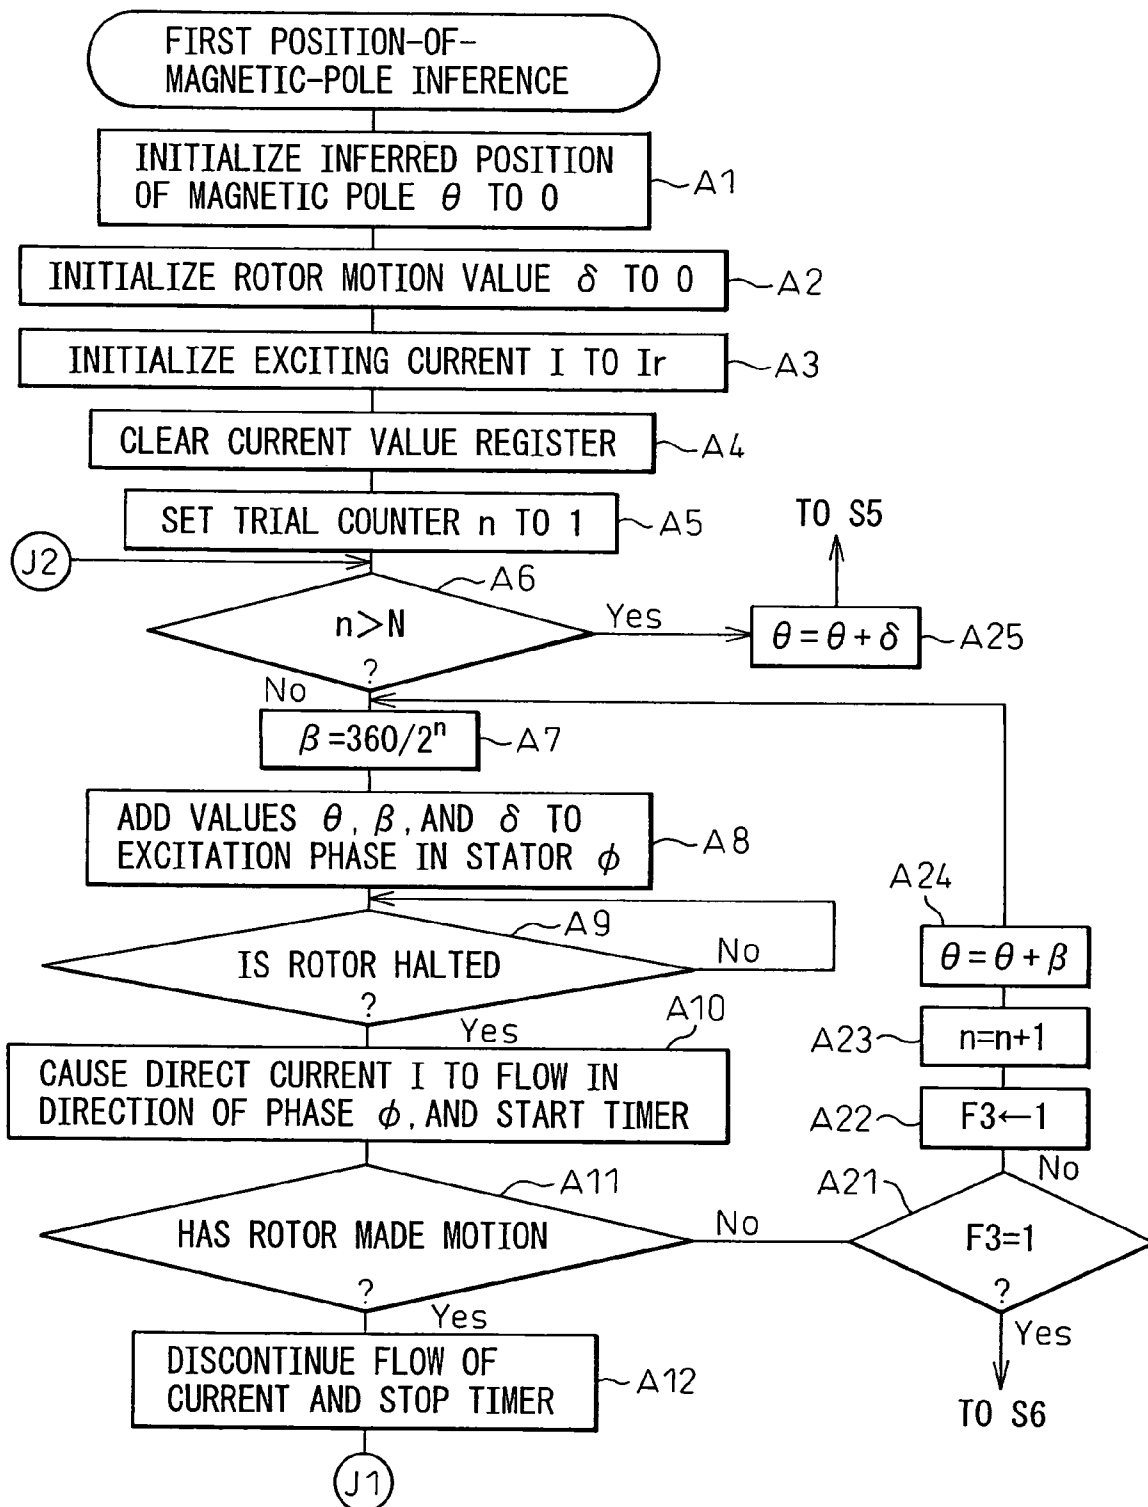 FIRST POSITION-OF-
MAGNETIC-POLE INFERENCE
INITIALIZE INFERRED POSITION
OF MAGNETIC POLE θ TO 0
A1
INITIALIZE ROTOR MOTION VALUE δ TO 0
A2
INITIALIZE EXCITING CURRENT I TO Ir
A3
CLEAR CURRENT VALUE REGISTER
A4
SET TRIAL COUNTER n TO 1
A5
TO S5
J2
A6
n>N
?
Yes
θ=θ+δ
A25
No
β=360/2ⁿ
A7
ADD VALUES θ, β, AND δ TO
EXCITATION PHASE IN STATOR φ
A8
A9
IS ROTOR HALTED
?
No
Yes
A10
CAUSE DIRECT CURRENT I TO FLOW IN
DIRECTION OF PHASE φ, AND START TIMER
A11
HAS ROTOR MADE MOTION
?
No
Yes
DISCONTINUE FLOW OF
CURRENT AND STOP TIMER
A12
J1
A24
θ=θ+β
A23
n=n+1
A22
F3←1
No
A21
F3=1
?
Yes
TO S6